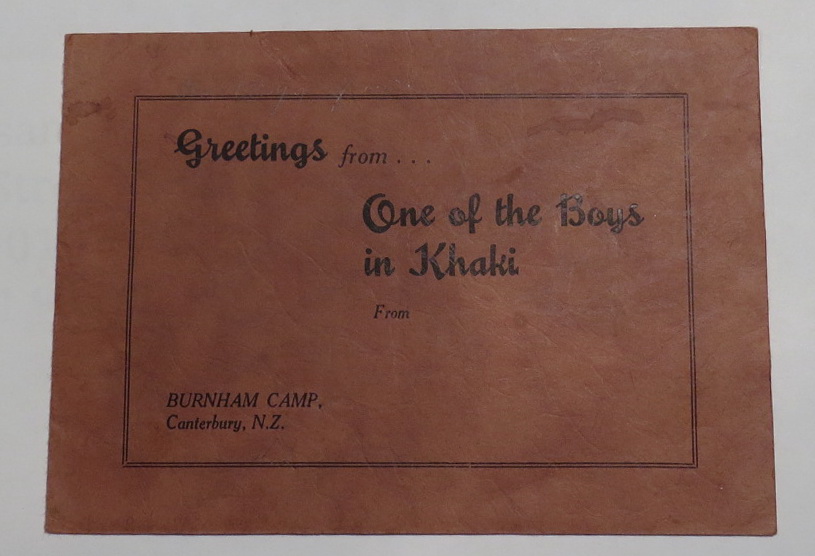 Greetings from . . .
One of the Boys
in Khaki
From
BURNHAM CAMP,
Canterbury, N.Z.